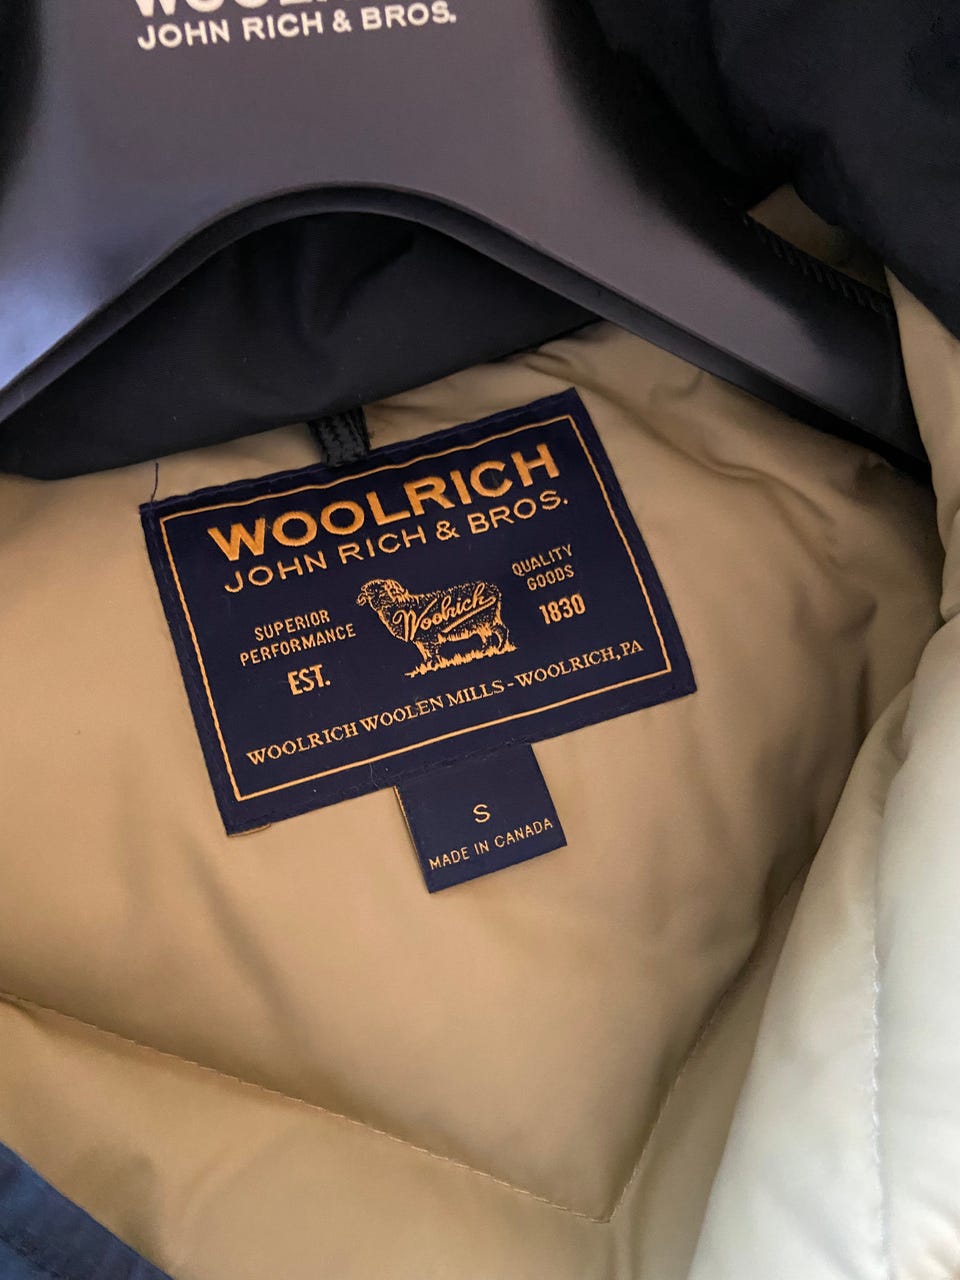 JOHN RICH & BROS.
WOOLRICH
JOHN RICH & BROS.
SUPERIOR
PERFORMANCE
EST.
Woolrich
QUALITY
GOODS
1830
WOOLRICH WOOLEN MILLS - WOOLRICH, PA
S
MADE IN CANADA